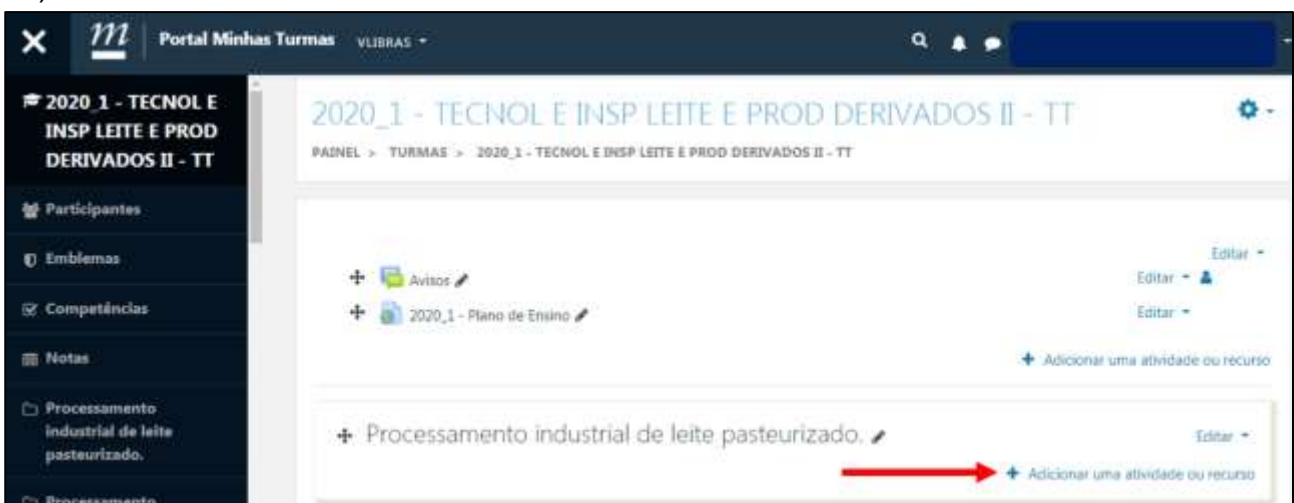 m Portal Minhas Turmas VLIBRAS
2020_1 - TECNOL E
INSP LEITE E PROD
DERIVADOS II - TT
Participantes
Emblemas
Competências
Notas
Processamento
industrial de leite
pasteurizado.
Processamento
2020_1 - TECNOL E INSP LEITE E PROD DERIVADOS II - TT
PAINEL > TURMAS > 2020_1 - TECNOL E INSP LEITE E PROD DERIVADOS II - TT
Editar
Avisos Editar
2020_1 - Plano de Ensino Editar
+ Adicionar uma atividade ou recurso
Processamento industrial de leite pasteurizado. Editar
+ Adicionar uma atividade ou recurso